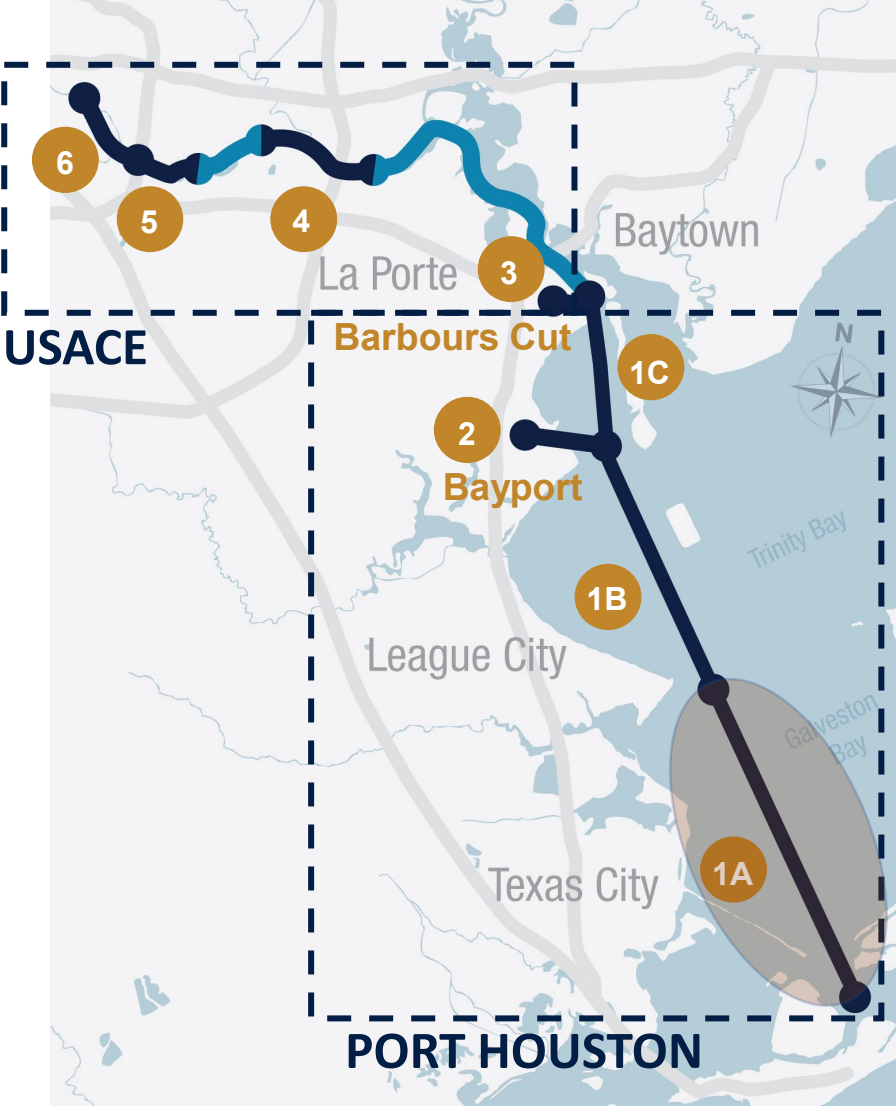 6
5
4
3
Baytown
La Porte
Barbours Cut
USACE
1C
N
2
Bayport
Trinity Bay
1B
League City
Galveston
Bay
1A
Texas City
PORT HOUSTON